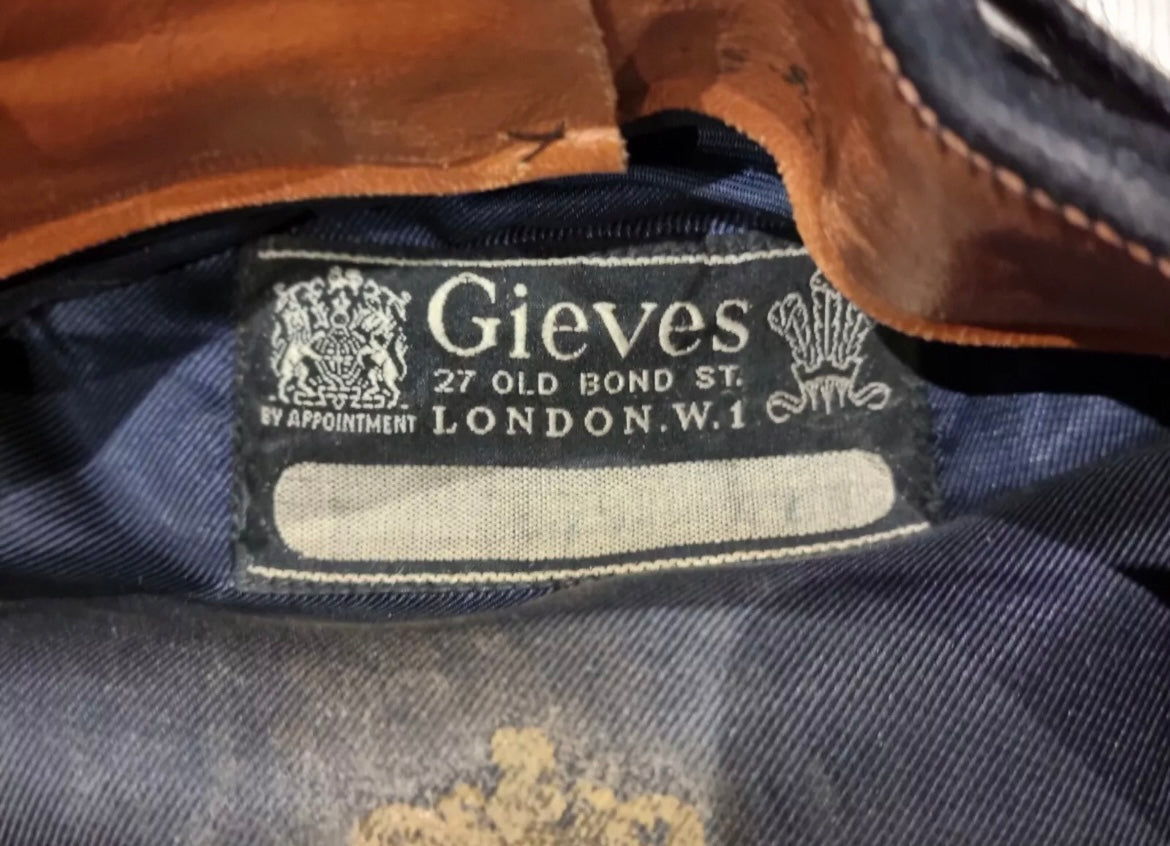 Gieves
27 OLD BOND ST.
LONDON.W.1
BY APPOINTMENT